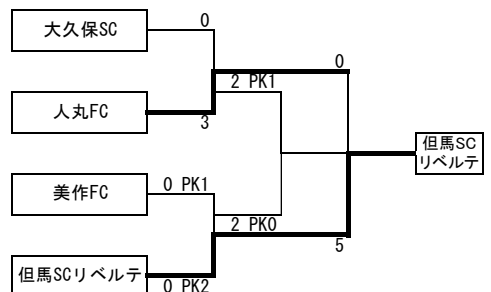 大久保SC
0
0
2 PK1
人丸FC
3
但馬SC
リベルテ
美作FC
0 PK1
2 PK0
5
但馬SCリベルテ
0 PK2